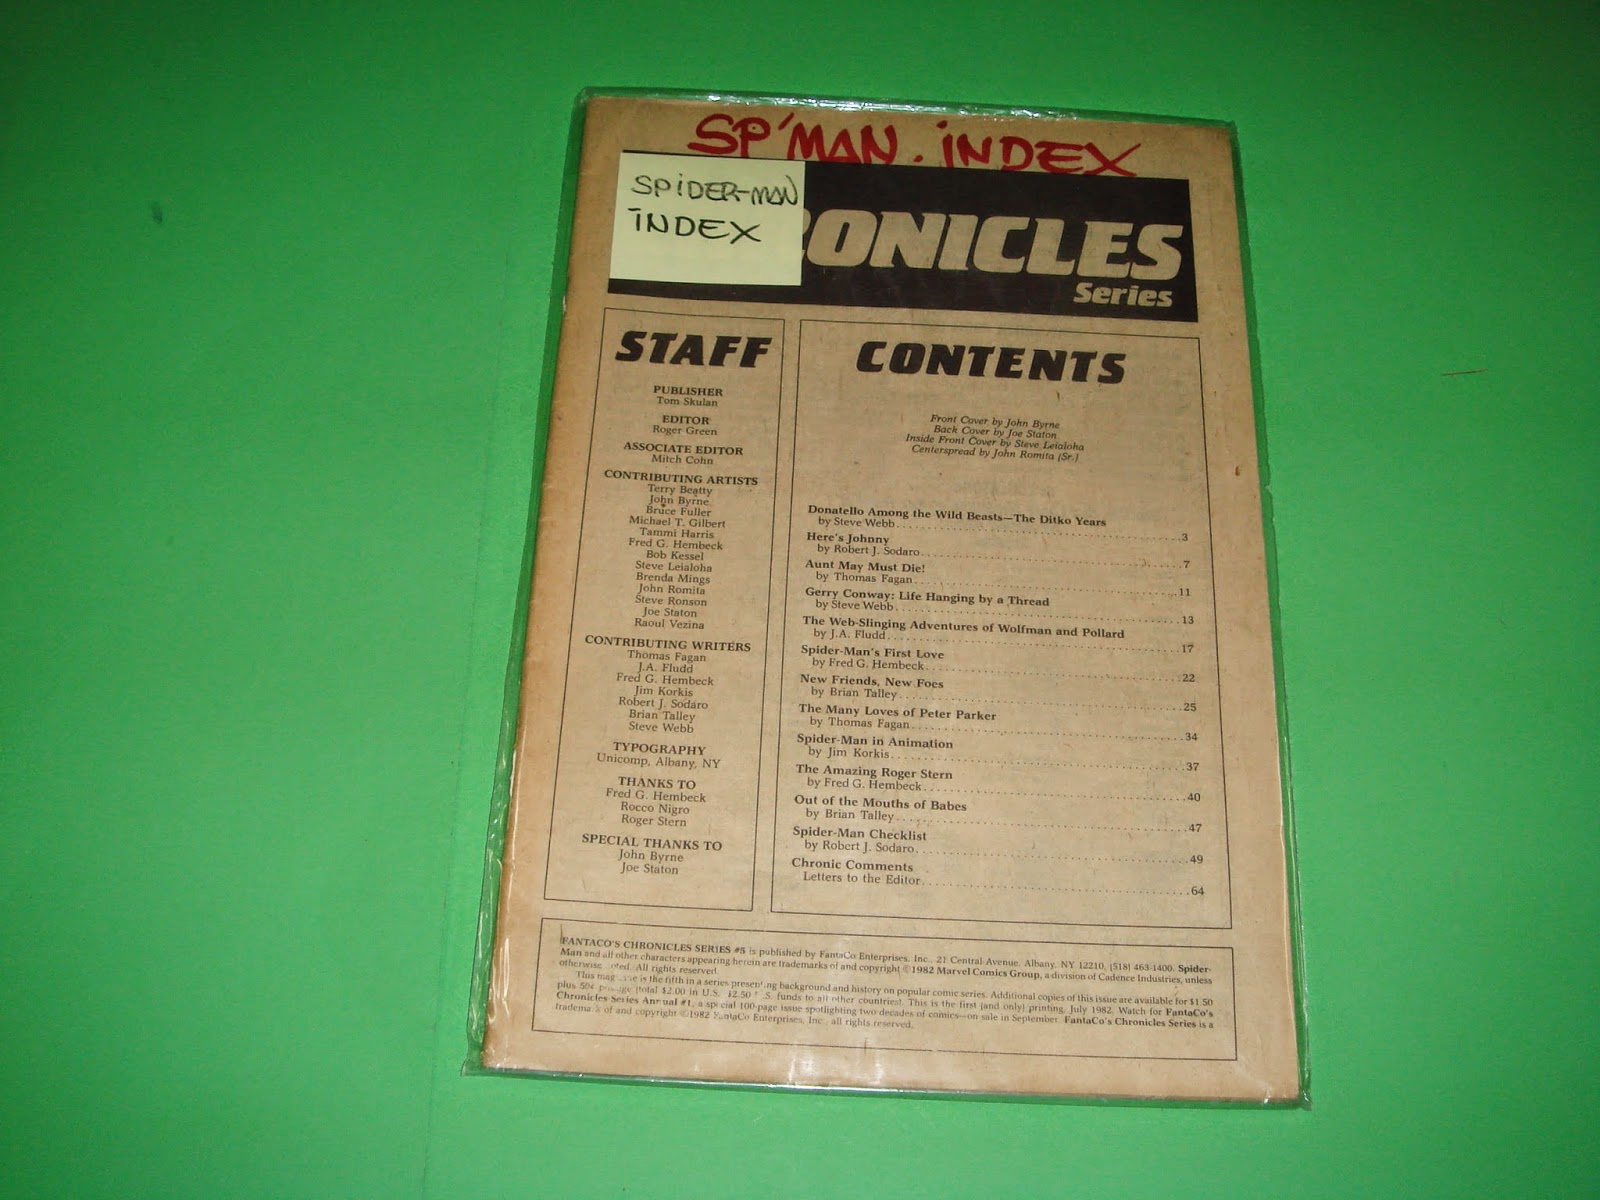 SP'MAN. INDEX
SPIDER-MAN
INDEX
RONICLES
Series
STAFF
PUBLISHER
Tom Skulan
EDITOR
Roger Green
ASSOCIATE EDITOR
Mitch Cohn
CONTRIBUTING ARTISTS
Terry Beatty
John Byrne
Bruce Fuller
Michael T. Gilbert
Tammi Harris
Fred G. Hembeck
Bob Kessel
Steve Leialoha
Brenda Mings
John Romita
Steve Ronson
Joe Staton
Raoul Vezina
CONTRIBUTING WRITERS
Thomas Fagan
J.A. Fludd
Fred G. Hembeck
Jim Korkis
Robert J. Sodaro
Brian Talley
Steve Webb
TYPOGRAPHY
Unicomp, Albany, NY
THANKS TO
Fred G. Hembeck
Rocco Nigro
Roger Stern
SPECIAL THANKS TO
John Byrne
Joe Staton
CONTENTS
Front Cover by John Byrne
Back Cover by Joe Staton
Inside Front Cover by Steve Leialoha
Centerspread by John Romita (Sr.)
Donatello Among the Wild Beasts—The Ditko Years
by Steve Webb 3
Here's Johnny
by Robert J. Sodaro 7
Aunt May Must Die!
by Thomas Fagan 11
Gerry Conway: Life Hanging by a Thread
by Steve Webb 13
The Web-Slinging Adventures of Wolfman and Pollard
by J.A. Fludd 17
Spider-Man's First Love
by Fred G. Hembeck 22
New Friends, New Foes
by Brian Talley 25
The Many Loves of Peter Parker
by Thomas Fagan 34
Spider-Man in Animation
by Jim Korkis 37
The Amazing Roger Stern
by Fred G. Hembeck 40
Out of the Mouths of Babes
by Brian Talley 47
Spider-Man Checklist
by Robert J. Sodaro 49
Chronic Comments
Letters to the Editor 64
FANTACO'S CHRONICLES SERIES #5 is published by FantaCo Enterprises, Inc., 21 Central Avenue, Albany, NY 12210, (518) 463-1400. Spider-
Man and all other characters appearing herein are trademarks of and copyright ©1982 Marvel Comics Group, a division of Cadence Industries, unless
otherwise noted. All rights reserved.
This magazine is the fifth in a series presenting background and history on popular comic series. Additional copies of this issue are available for $1.50
plus 50¢ postage (total $2.00 in U.S. $2.50 U.S. funds to all other countries). This is the first (and only) printing, July 1982. Watch for FantaCo's
Chronicles Series Annual #1, a special 100-page issue spotlighting two decades of comics—on sale in September. FantaCo's Chronicles Series is a
trademark of and copyright ©1982 FantaCo Enterprises, Inc., all rights reserved.